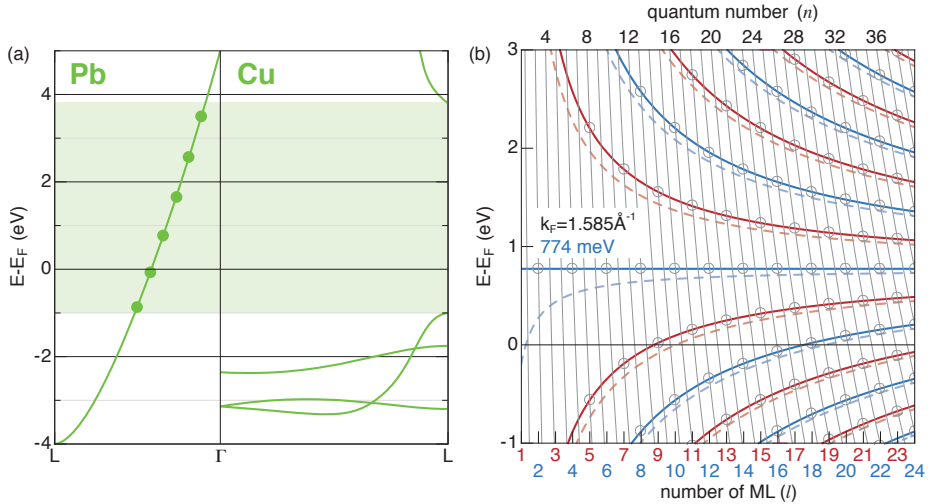 (a)
Pb
Cu
E-E_F (eV)
4
2
0
-2
-4
L
Γ
L
(b)
quantum number (n)
4 8 12 16 20 24 28 32 36
E-E_F (eV)
3
2
1
0
-1
k_F=1.585Å⁻¹
774 meV
1 3 5 7 9 11 13 15 17 19 21 23
2 4 6 8 10 12 14 16 18 20 22 24
number of ML (l)